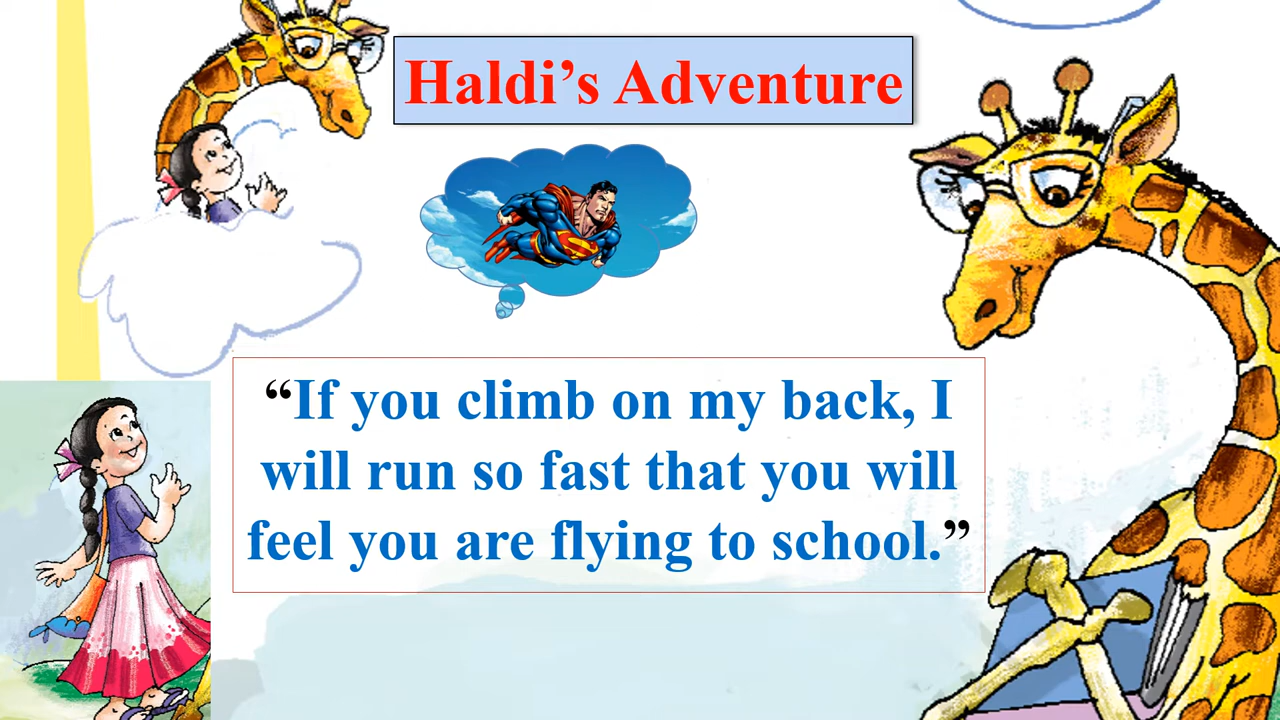 Haldi’s Adventure
“If you climb on my back, I
will run so fast that you will
feel you are flying to school.”